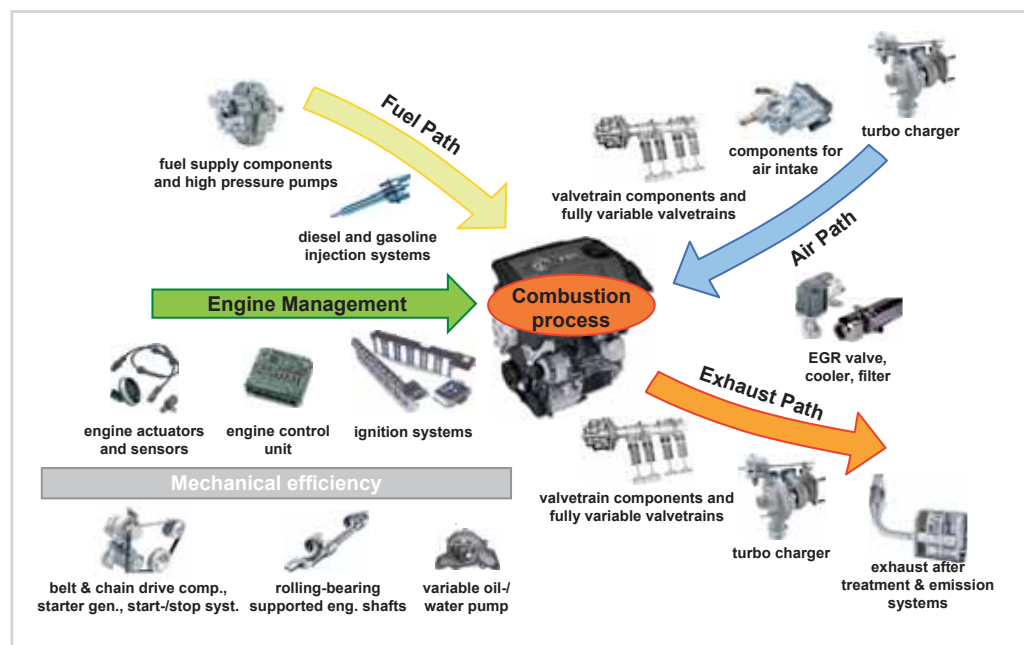 Fuel Path
fuel supply components
and high pressure pumps
diesel and gasoline
injection systems
turbo charger
components for
air intake
valvetrain components and
fully variable valvetrains
Air Path
Engine Management
Combustion
process
EGR valve,
cooler, filter
engine actuators
and sensors
engine control
unit
ignition systems
Exhaust Path
valvetrain components and
fully variable valvetrains
turbo charger
exhaust after
treatment & emission
systems
Mechanical efficiency
belt & chain drive comp.,
starter gen., start-/stop syst.
rolling-bearing
supported eng. shafts
variable oil-/
water pump